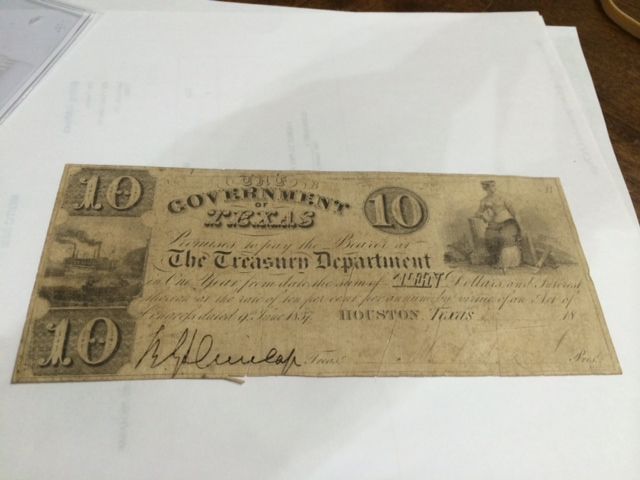 10
THE
GOVERNMENT
OF
TEXAS
10
Promises to pay the Bearer at
The Treasury Department
in One Year from date the sum of TEN Dollars, and Interest
thereon at the rate of ten per cent per annum by virtue of an Act of
Congress dated 9, June 1837. HOUSTON Texas 18
10
Treas.
Pres.